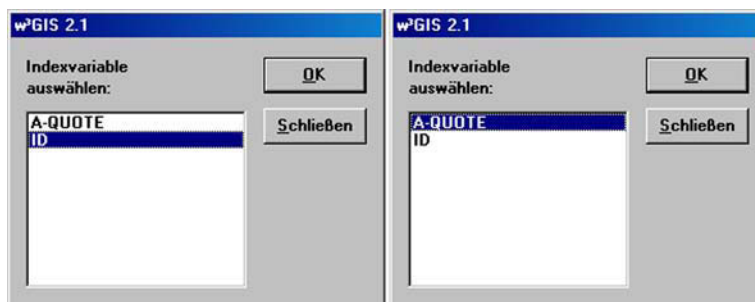 w³GIS 2.1
Indexvariable
auswählen:
OK
A-QUOTE
ID
Schließen
w³GIS 2.1
Indexvariable
auswählen:
OK
A-QUOTE
ID
Schließen